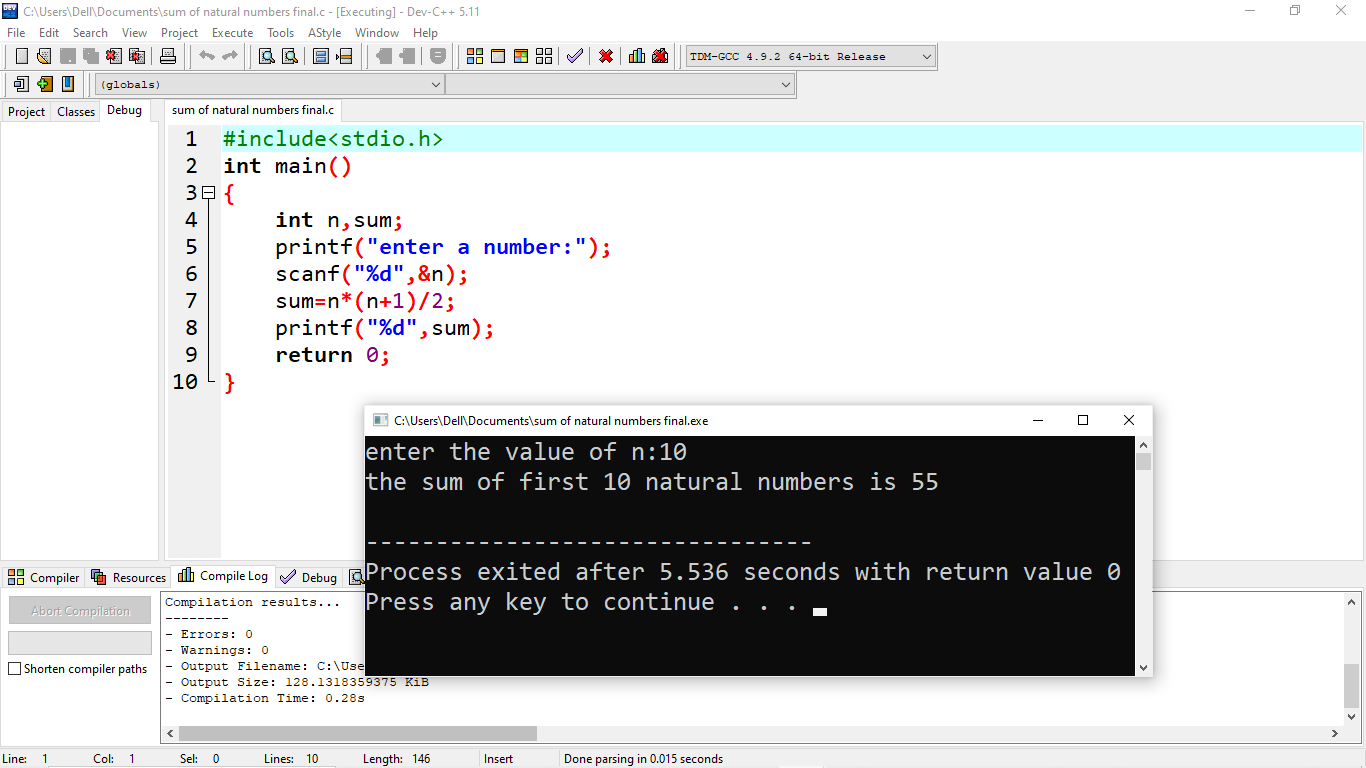 C:\Users\Dell\Documents\sum of natural numbers final.c - [Executing] - Dev-C++ 5.11
File Edit Search View Project Execute Tools AStyle Window Help
TDM-GCC 4.9.2 64-bit Release
(globals)
Project Classes Debug
sum of natural numbers final.c
1 #include<stdio.h>
2 int main()
3 {
4 int n,sum;
5 printf("enter a number:");
6 scanf("%d",&n);
7 sum=n*(n+1)/2;
8 printf("%d",sum);
9 return 0;
10 }
C:\Users\Dell\Documents\sum of natural numbers final.exe
enter the value of n:10
the sum of first 10 natural numbers is 55
--------------------------------
Process exited after 5.536 seconds with return value 0
Press any key to continue . . .
Compiler Resources Compile Log Debug
Abort Compilation
Shorten compiler paths
Compilation results...
--------
- Errors: 0
- Warnings: 0
- Output Filename: C:\Use
- Output Size: 128.1318359375 KiB
- Compilation Time: 0.28s
Line: 1 Col: 1 Sel: 0 Lines: 10 Length: 146 Insert Done parsing in 0.015 seconds